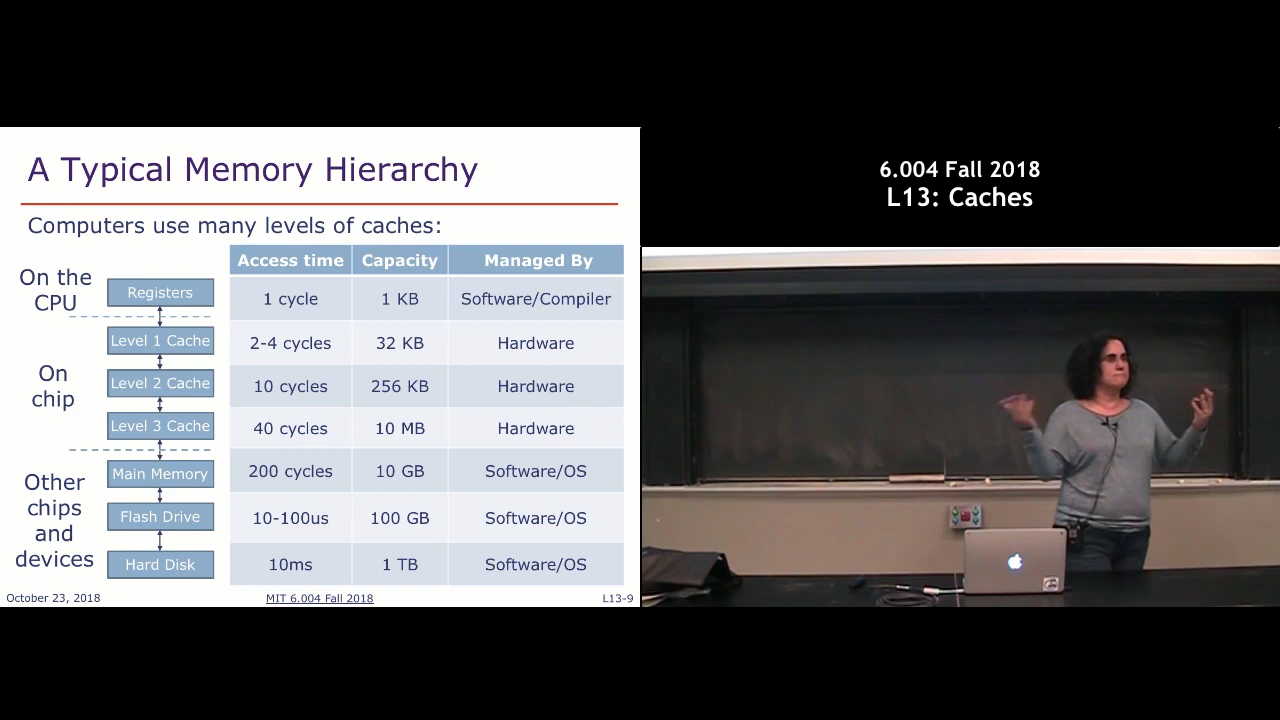 A Typical Memory Hierarchy
Computers use many levels of caches:
Access time Capacity Managed By
On the
CPU
Registers 1 cycle 1 KB Software/Compiler
Level 1 Cache 2-4 cycles 32 KB Hardware
On
chip
Level 2 Cache 10 cycles 256 KB Hardware
Level 3 Cache 40 cycles 10 MB Hardware
Other
chips
and
devices
Main Memory 200 cycles 10 GB Software/OS
Flash Drive 10-100us 100 GB Software/OS
Hard Disk 10ms 1 TB Software/OS
October 23, 2018 MIT 6.004 Fall 2018 L13-9
6.004 Fall 2018
L13: Caches